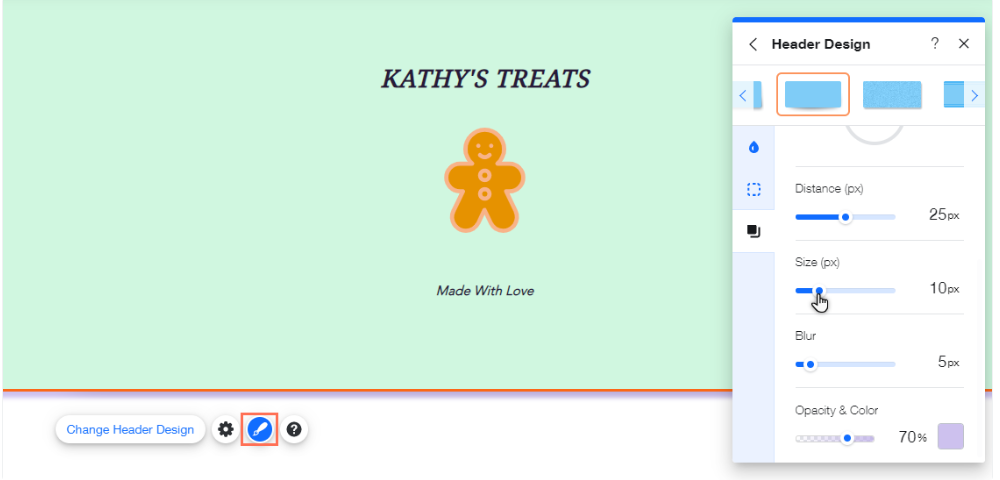 KATHY'S TREATS
Made With Love
Change Header Design
?
Header Design ?
Distance (px)
25px
Size (px)
10px
Blur
5px
Opacity & Color
70%